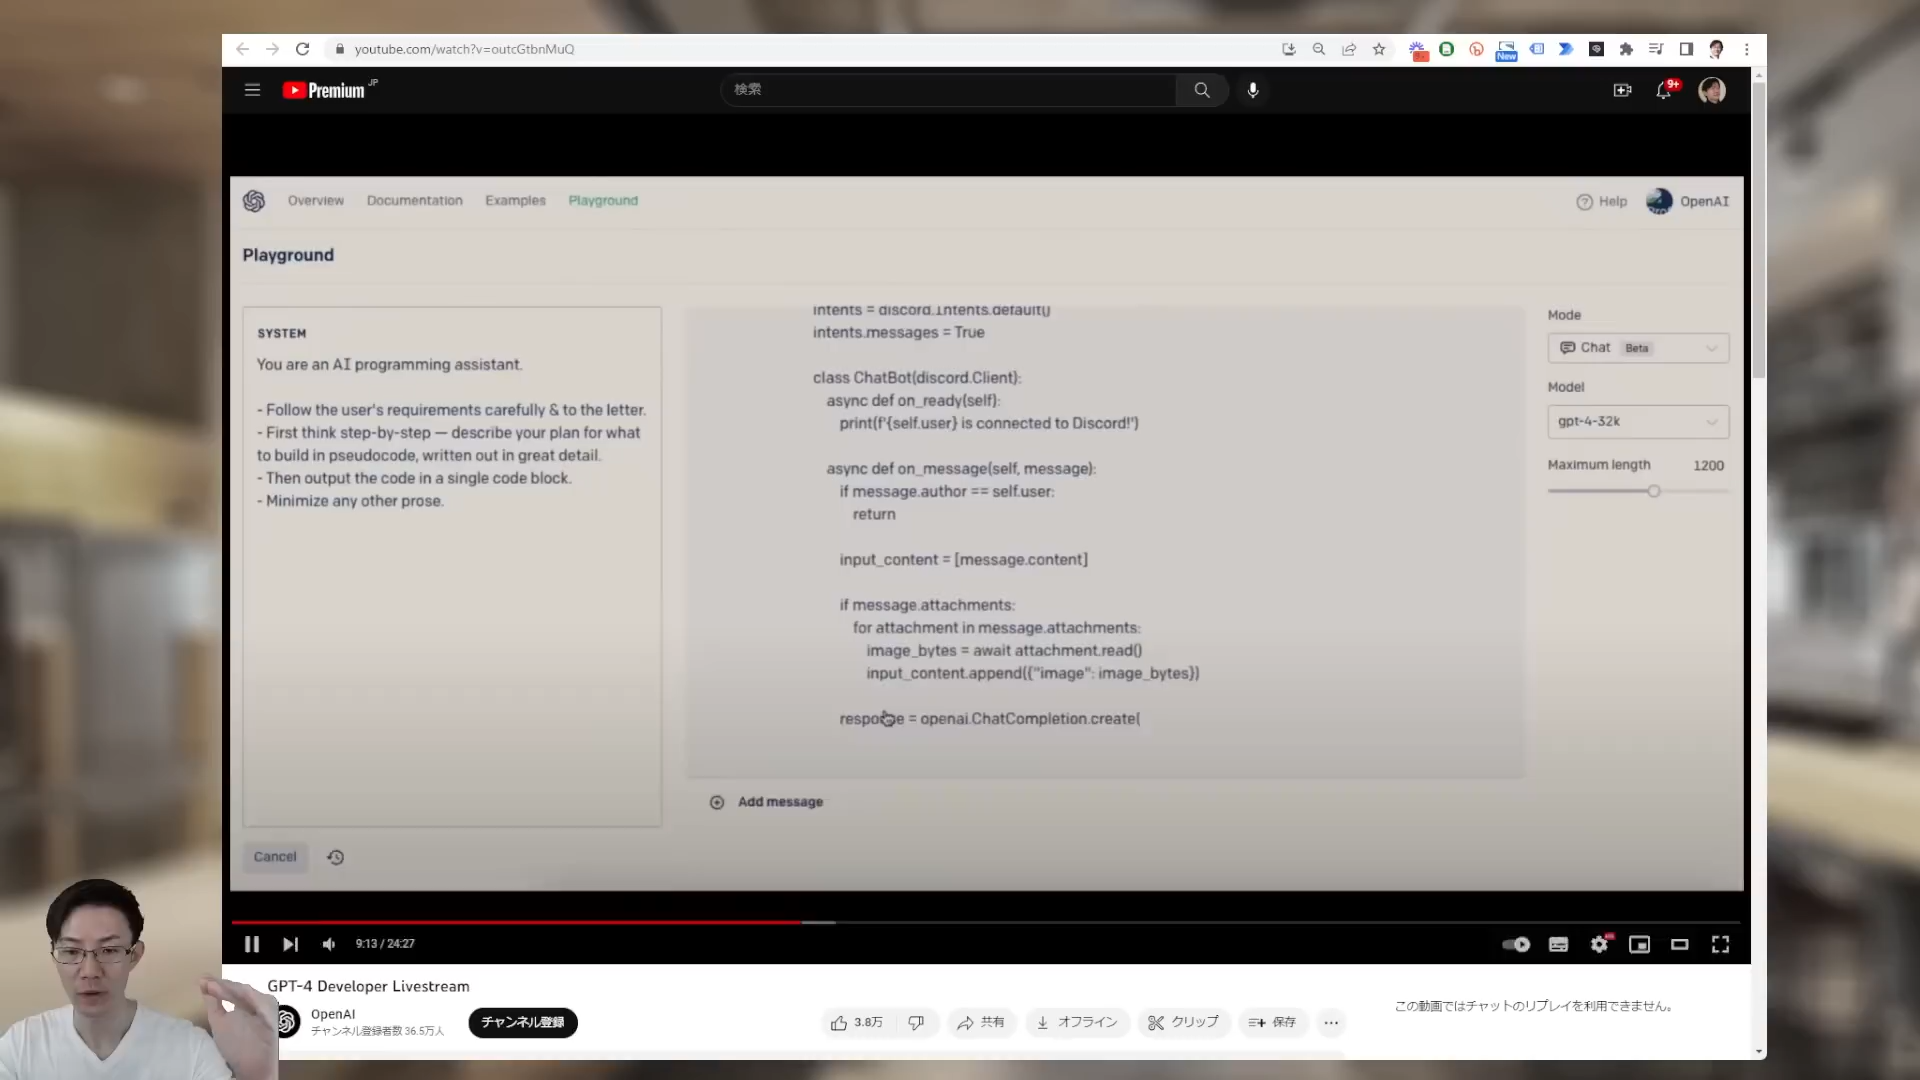 youtube.com/watch?v=outcGtbnMuQ
New
Premium JP
検索
9+
Overview Documentation Examples Playground
Help OpenAI
Playground
SYSTEM
You are an AI programming assistant.
- Follow the user's requirements carefully & to the letter.
- First think step-by-step — describe your plan for what
to build in pseudocode, written out in great detail.
- Then output the code in a single code block.
- Minimize any other prose.
intents = discord.Intents.default()
intents.messages = True
class ChatBot(discord.Client):
async def on_ready(self):
print(f'{self.user} is connected to Discord!')
async def on_message(self, message):
if message.author == self.user:
return
input_content = [message.content]
if message.attachments:
for attachment in message.attachments:
image_bytes = await attachment.read()
input_content.append({"image": image_bytes})
response = openai.ChatCompletion.create(
Add message
Mode
Chat Beta
Model
gpt-4-32k
Maximum length 1200
Cancel
9:13 / 24:27
GPT-4 Developer Livestream
OpenAI
チャンネル登録者数 36.5万人
チャンネル登録
3.8万
共有
オフライン
クリップ
保存
この動画ではチャットのリプレイを利用できません。